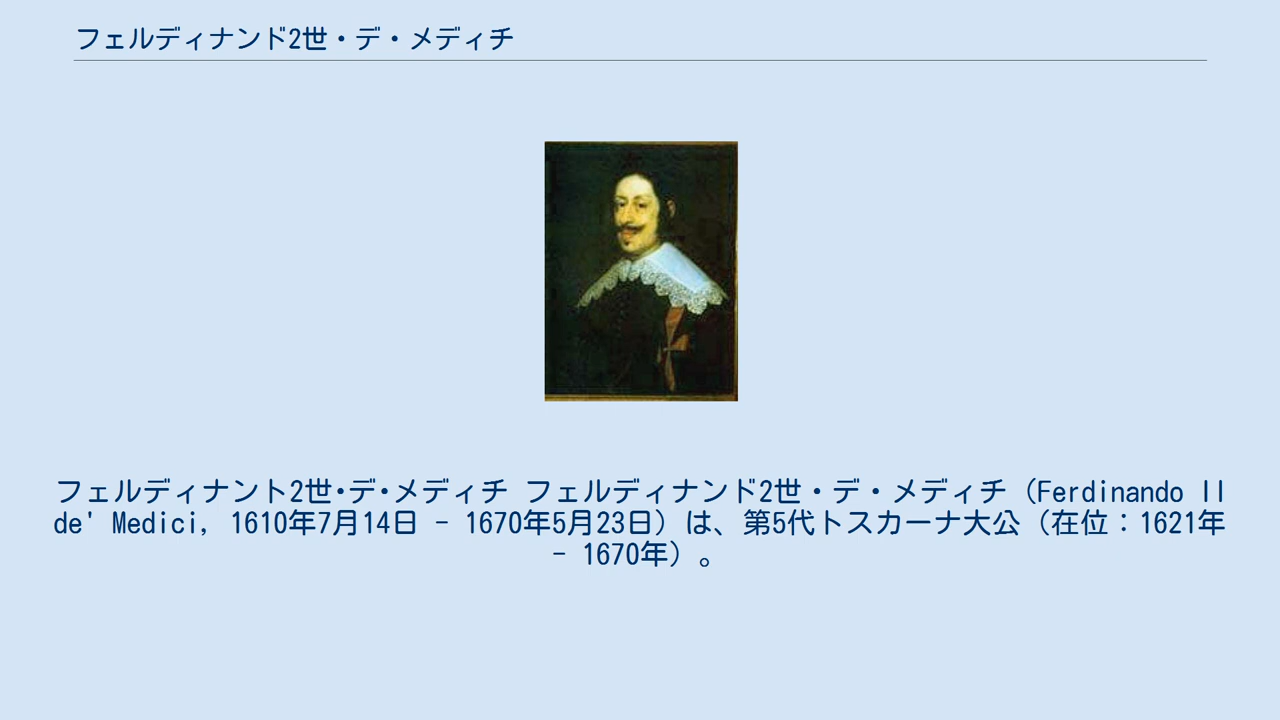 フェルディナンド2世・デ・メディチ
フェルディナント2世･デ･メディチ フェルディナンド2世・デ・メディチ（Ferdinando II
de' Medici, 1610年7月14日 - 1670年5月23日）は、第5代トスカーナ大公（在位：1621年
- 1670年）。